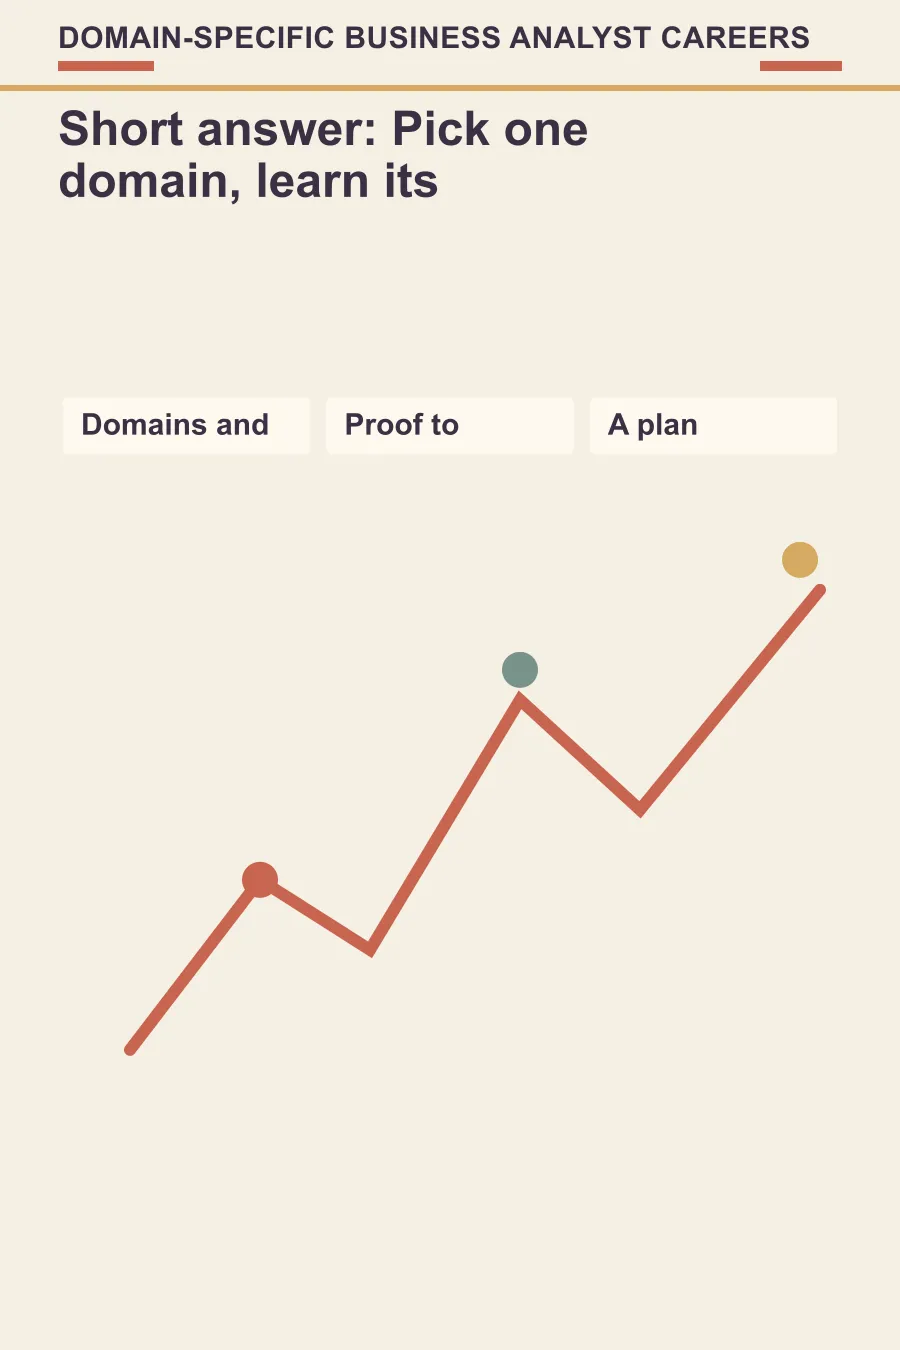 DOMAIN-SPECIFIC BUSINESS ANALYST CAREERS
Short answer: Pick one
domain, learn its
Domains and
Proof to
A plan